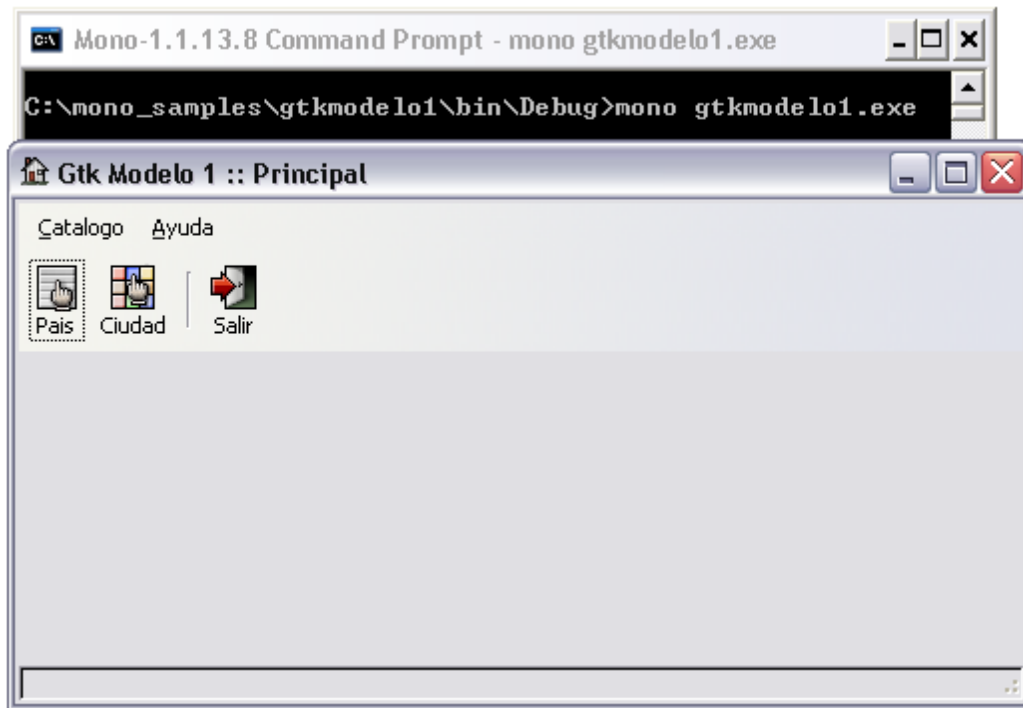 Mono-1.1.13.8 Command Prompt - mono gtkmodelo1.exe
C:\mono_samples\gtkmodelo1\bin\Debug>mono gtkmodelo1.exe
Gtk Modelo 1 :: Principal
Catalogo Ayuda
Pais Ciudad Salir